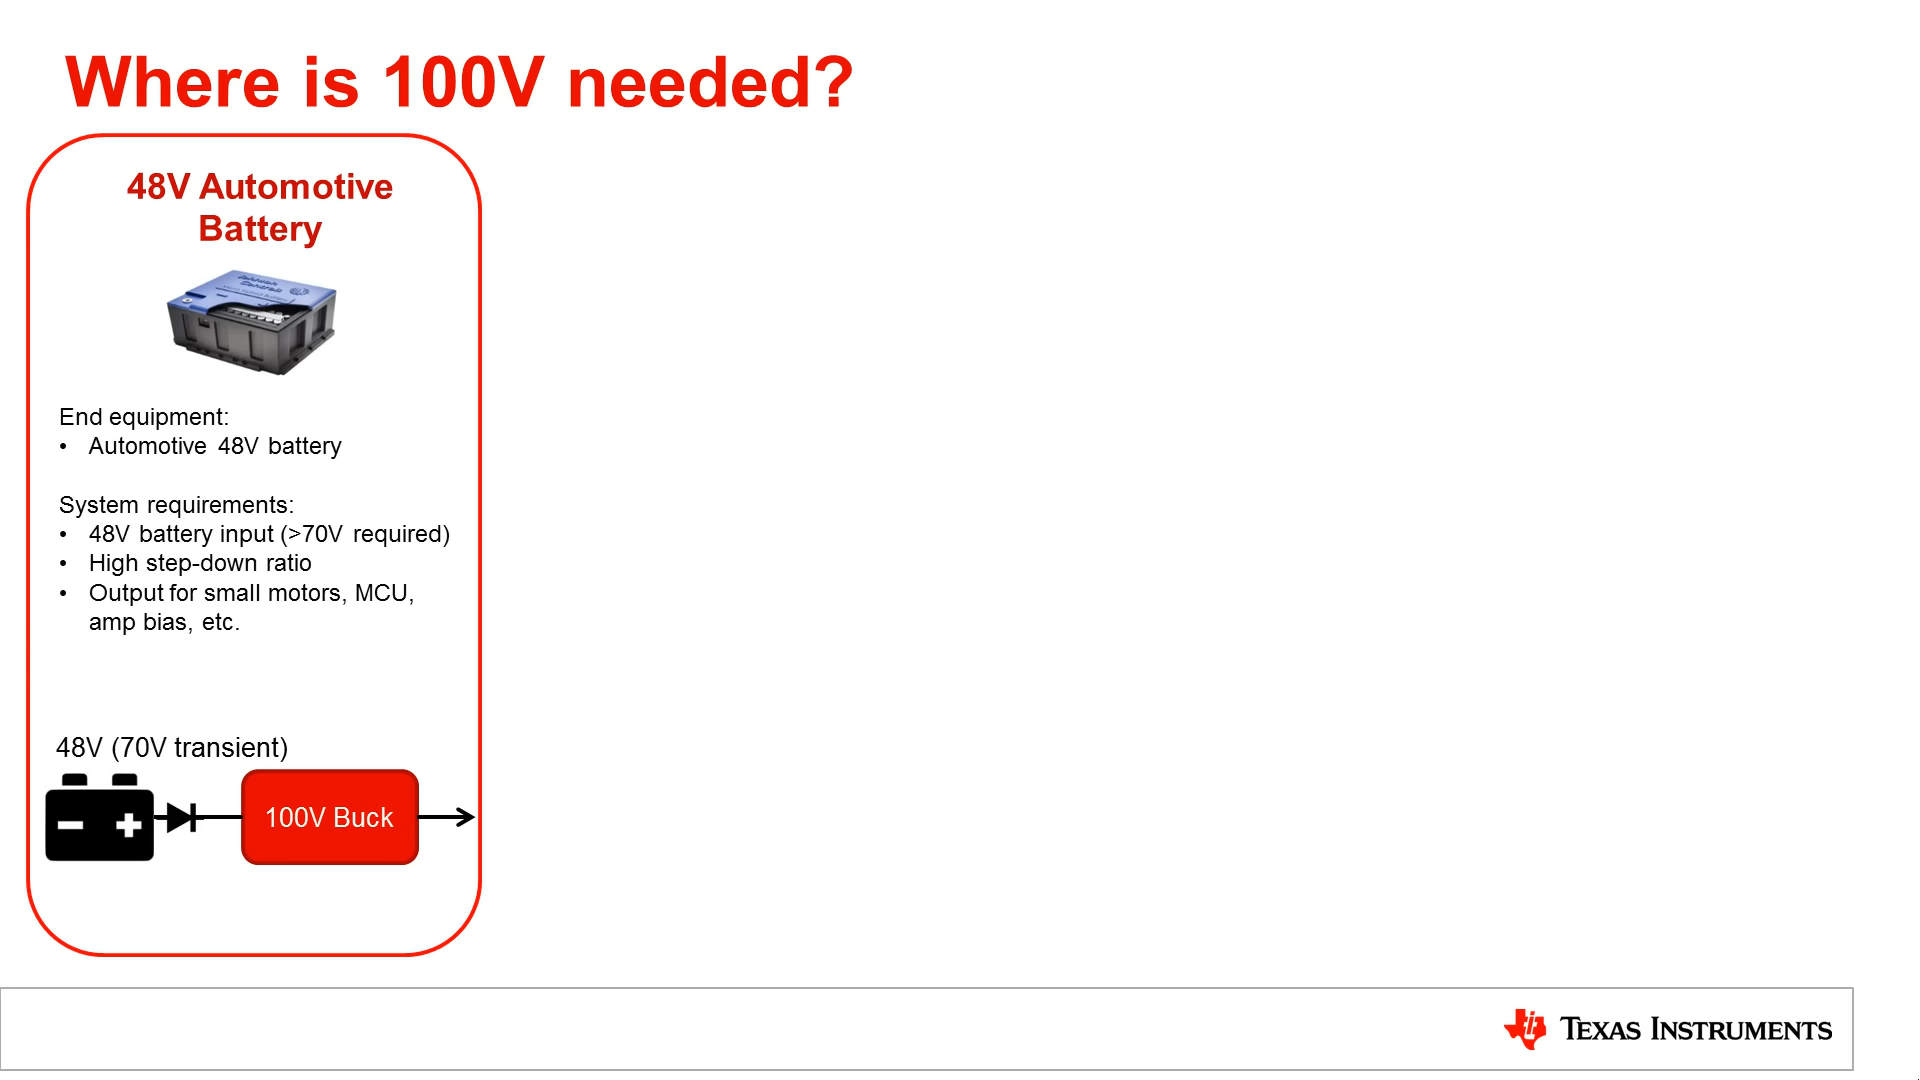 Where is 100V needed?
48V Automotive
Battery
Johnson
Controls
End equipment:
• Automotive 48V battery
System requirements:
• 48V battery input (>70V required)
• High step-down ratio
• Output for small motors, MCU,
amp bias, etc.
48V (70V transient)
100V Buck
TEXAS INSTRUMENTS